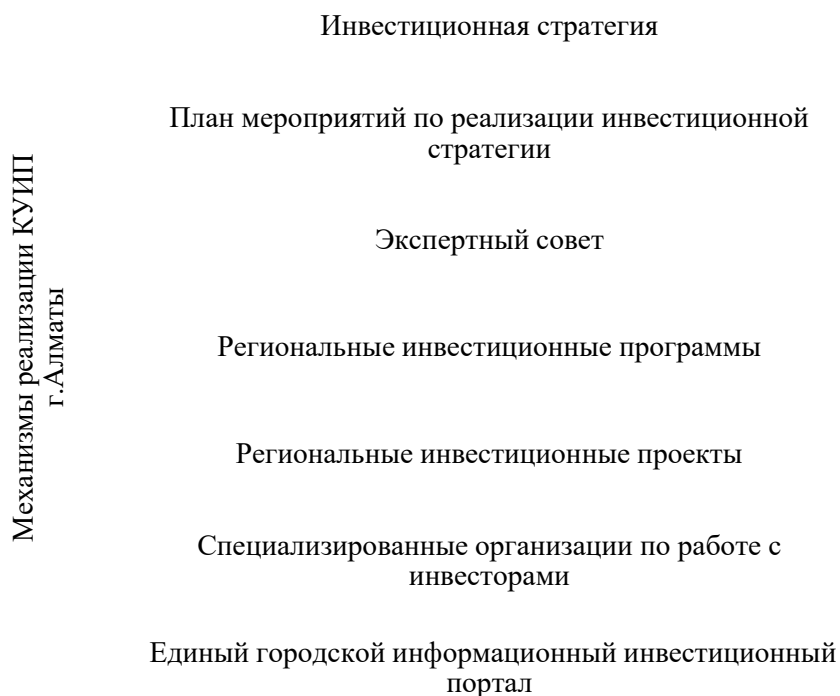 Механизмы реализации КУИП
г.Алматы
Инвестиционная стратегия
План мероприятий по реализации инвестиционной
стратегии
Экспертный совет
Региональные инвестиционные программы
Региональные инвестиционные проекты
Специализированные организации по работе с
инвесторами
Единый городской информационный инвестиционный
портал